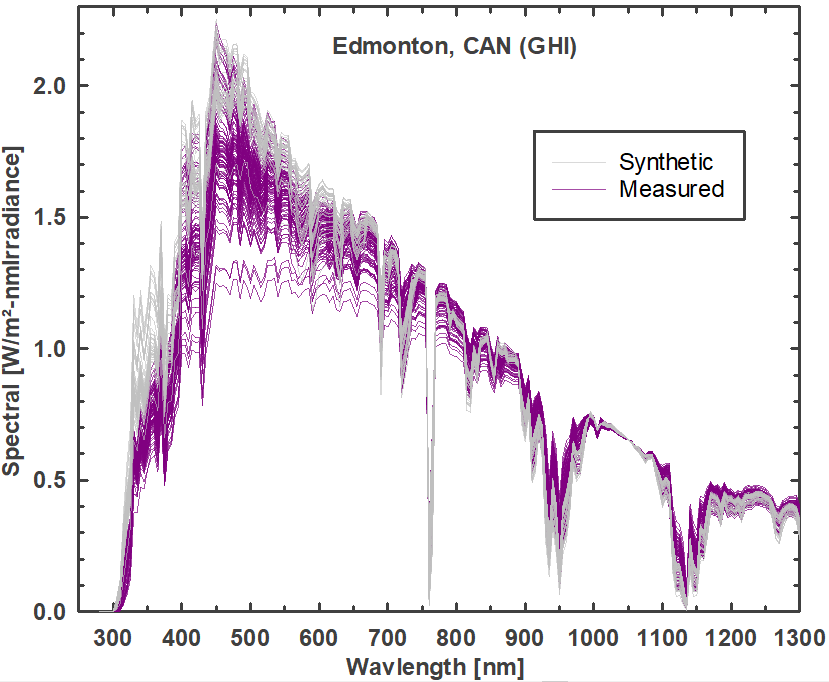 Edmonton, CAN (GHI)
Synthetic
Measured
Spectral [W/m²-nmIrradiance]
2.0
1.5
1.0
0.5
0.0
300 400 500 600 700 800 900 1000 1100 1200 1300
Wavlength [nm]